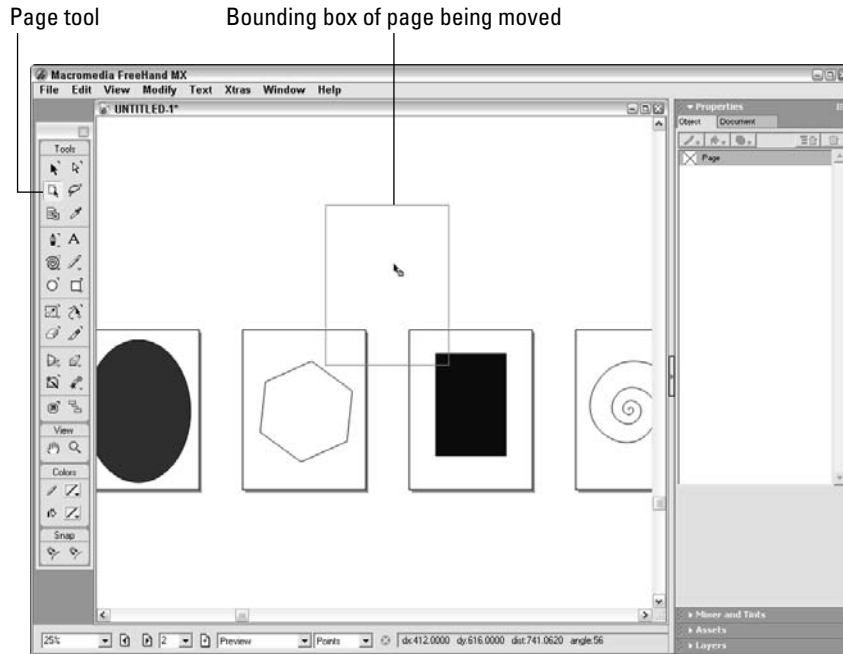 Page tool
Bounding box of page being moved
Macromedia FreeHand MX
File Edit View Modify Text Xtras Window Help
UNTITLED-1*
Properties
Object Document
Page
Tools
A
View
Colors
Snap
Mixer and Tints
Assets
Layers
25% 2 Preview Points dx:412.0000 dy:616.0000 dist:741.0620 angle:56